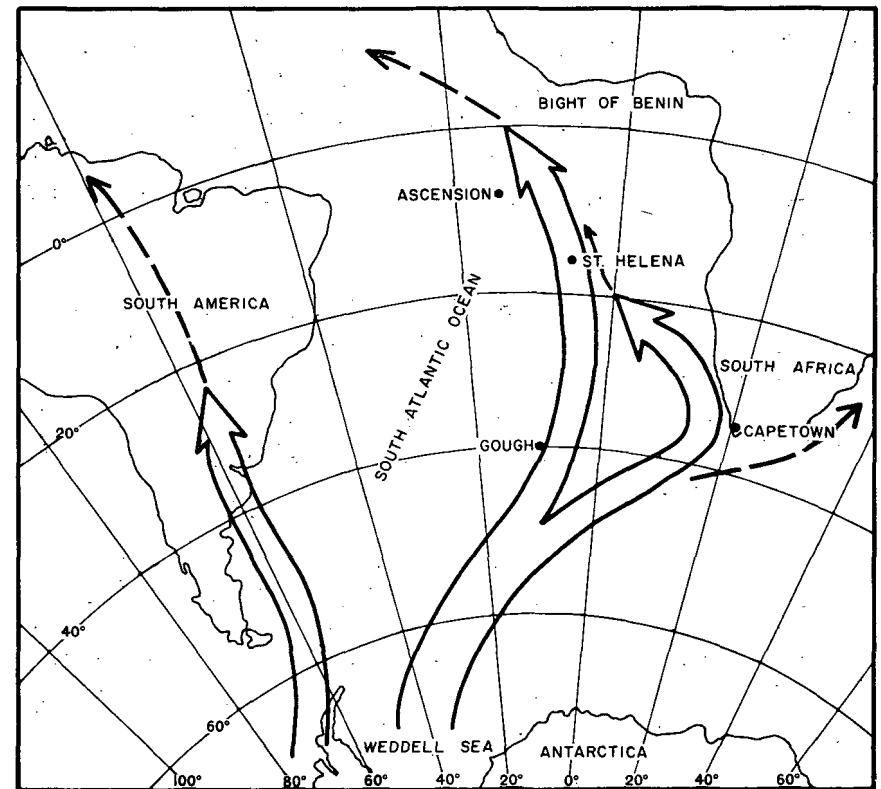 BIGHT OF BENIN
ASCENSION
0°
ST. HELENA
SOUTH AMERICA
SOUTH ATLANTIC OCEAN
SOUTH AFRICA
20°
GOUGH
CAPETOWN
40°
60°
WEDDELL SEA
ANTARCTICA
100°
80°
60°
40°
20°
0°
20°
40°
60°